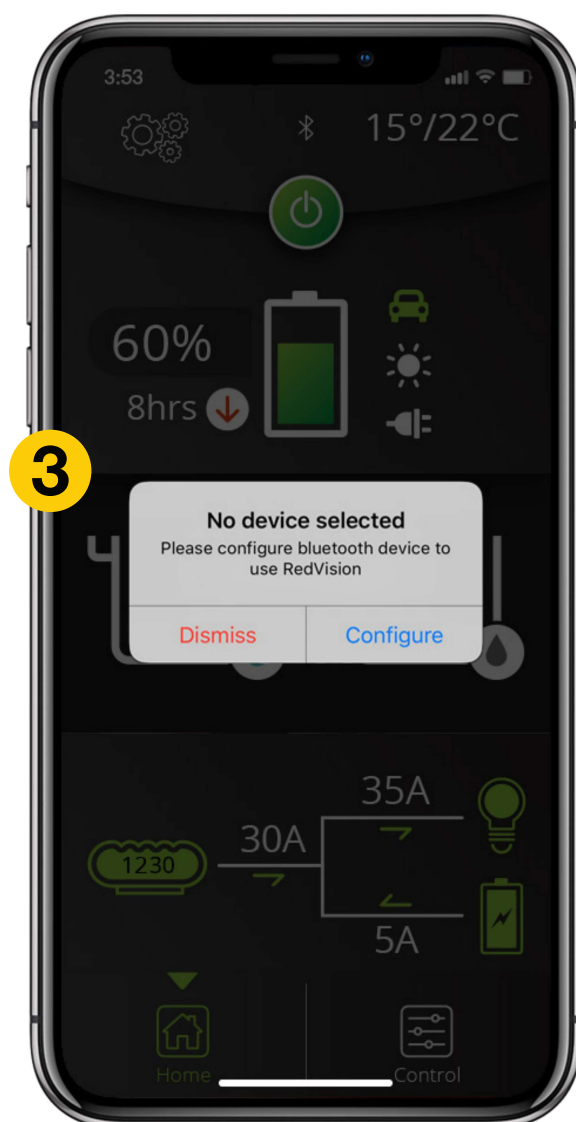 3:53
15°/22°C
60%
8hrs
3
No device selected
Please configure bluetooth device to
use RedVision
Dismiss
Configure
35A
30A
1230
5A
Home
Control